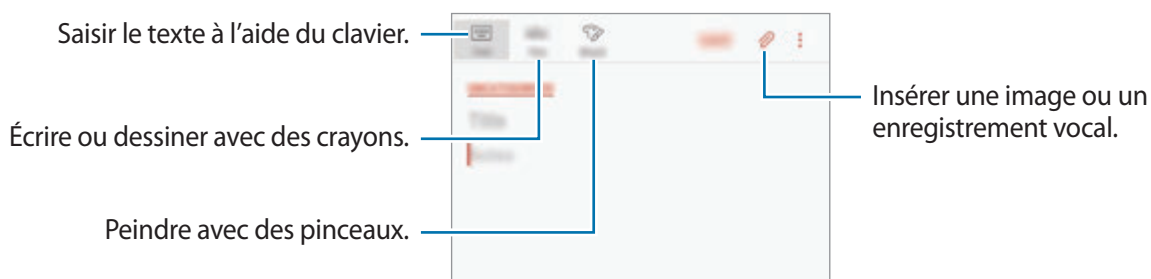 Saisir le texte à l’aide du clavier.
Écrire ou dessiner avec des crayons.
Peindre avec des pinceaux.
Insérer une image ou un
enregistrement vocal.